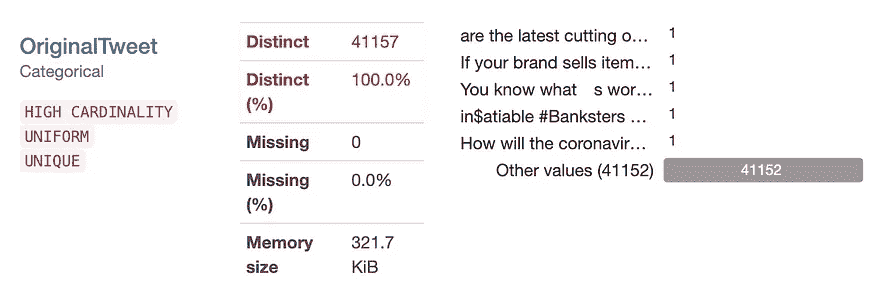 OriginalTweet
Categorical
HIGH CARDINALITY
UNIFORM
UNIQUE
Distinct 41157
Distinct (%) 100.0%
Missing 0
Missing (%) 0.0%
Memory size 321.7 KiB
are the latest cutting o... 1
If your brand sells item... 1
You know what s wor... 1
in$atiable #Banksters ... 1
How will the coronavir... 1
Other values (41152) 41152